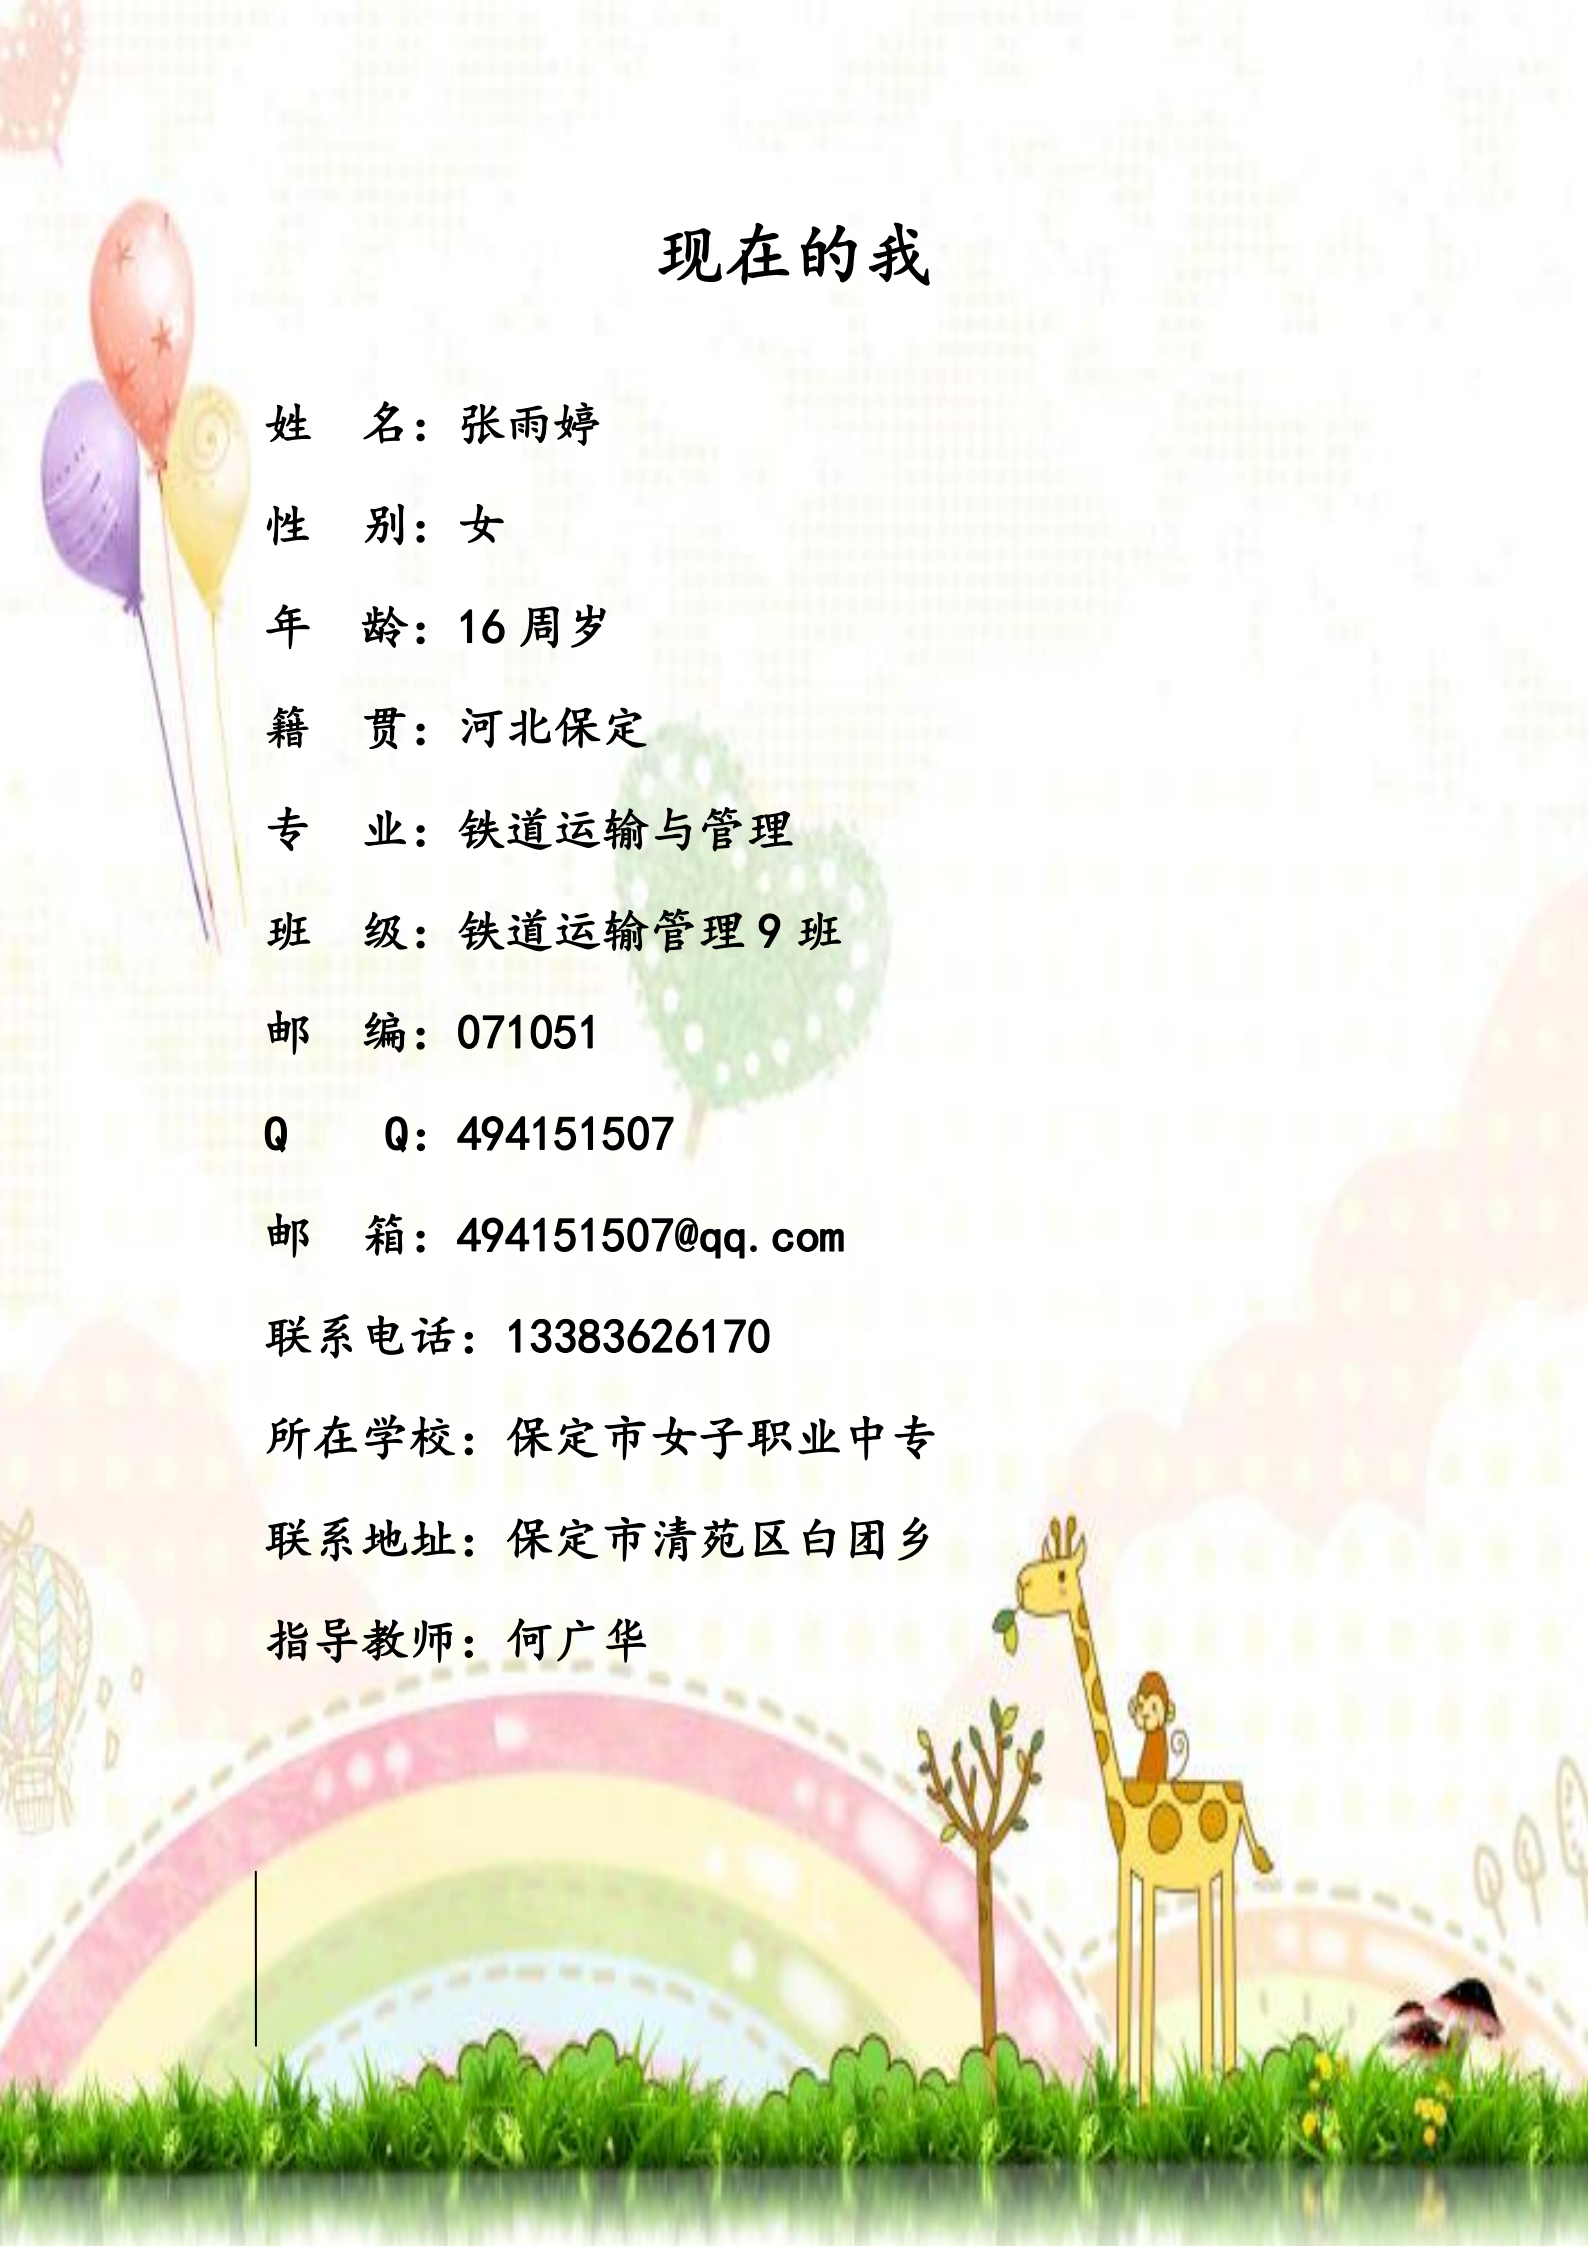 现在的我
姓　名：张雨婷
性　别：女
年　龄：16周岁
籍　贯：河北保定
专　业：铁道运输与管理
班　级：铁道运输管理9班
邮　编：071051
Q　　Q：494151507
邮　箱：494151507@qq.com
联系电话：13383626170
所在学校：保定市女子职业中专
联系地址：保定市清苑区白团乡
指导教师：何广华